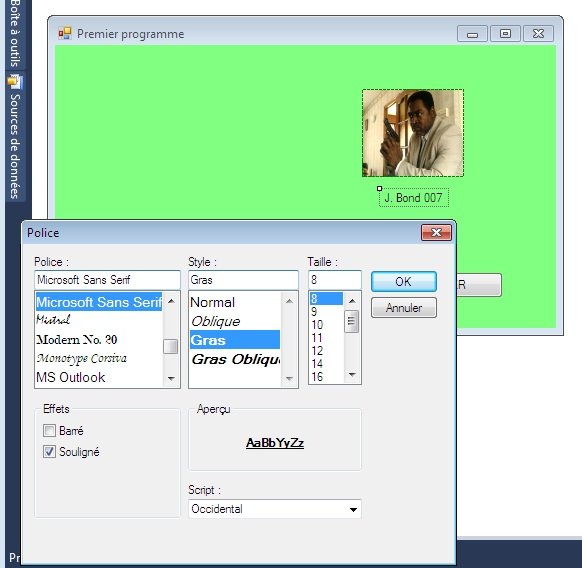 Boîte à outils
Sources de données
Premier programme
J. Bond 007
R
Police
Police :
Style :
Taille :
Microsoft Sans Serif
Gras
8
OK
Annuler
Microsoft Sans Serif
Mistral
Modern No. 20
Monotype Corsiva
MS Outlook
Normal
Oblique
Gras
Gras Obliqu
8
9
10
11
12
14
16
Effets
Barré
Souligné
Aperçu
AaBbYyZz
Script :
Occidental
Pr